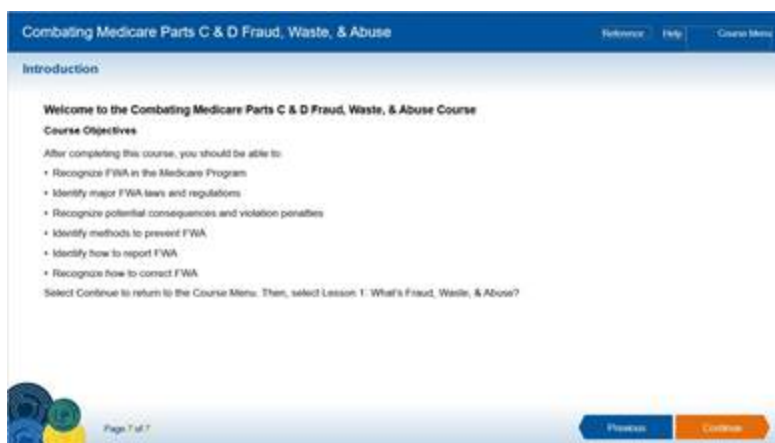 Combating Medicare Parts C & D Fraud, Waste, & Abuse
Reference Help Course Menu
Introduction
Welcome to the Combating Medicare Parts C & D Fraud, Waste, & Abuse Course
Course Objectives
After completing this course, you should be able to:
• Recognize FWA in the Medicare Program
• Identify major FWA laws and regulations
• Recognize potential consequences and violation penalties
• Identify methods to prevent FWA
• Identify how to report FWA
• Recognize how to correct FWA
Select Continue to return to the Course Menu. Then, select Lesson 1: What's Fraud, Waste, & Abuse?
Page 7 of 7
Previous Continue